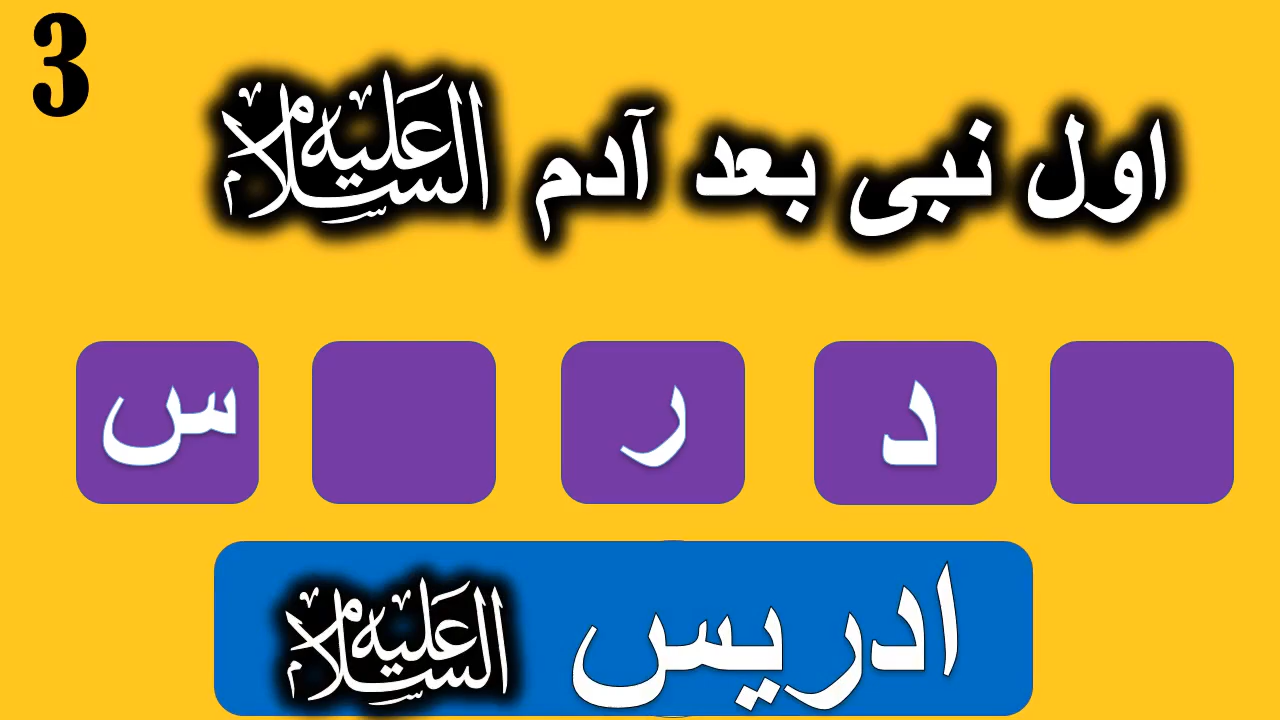 3
اول نبی بعد آدم علیہ السلام
د ر س
ادریس علیہ السلام